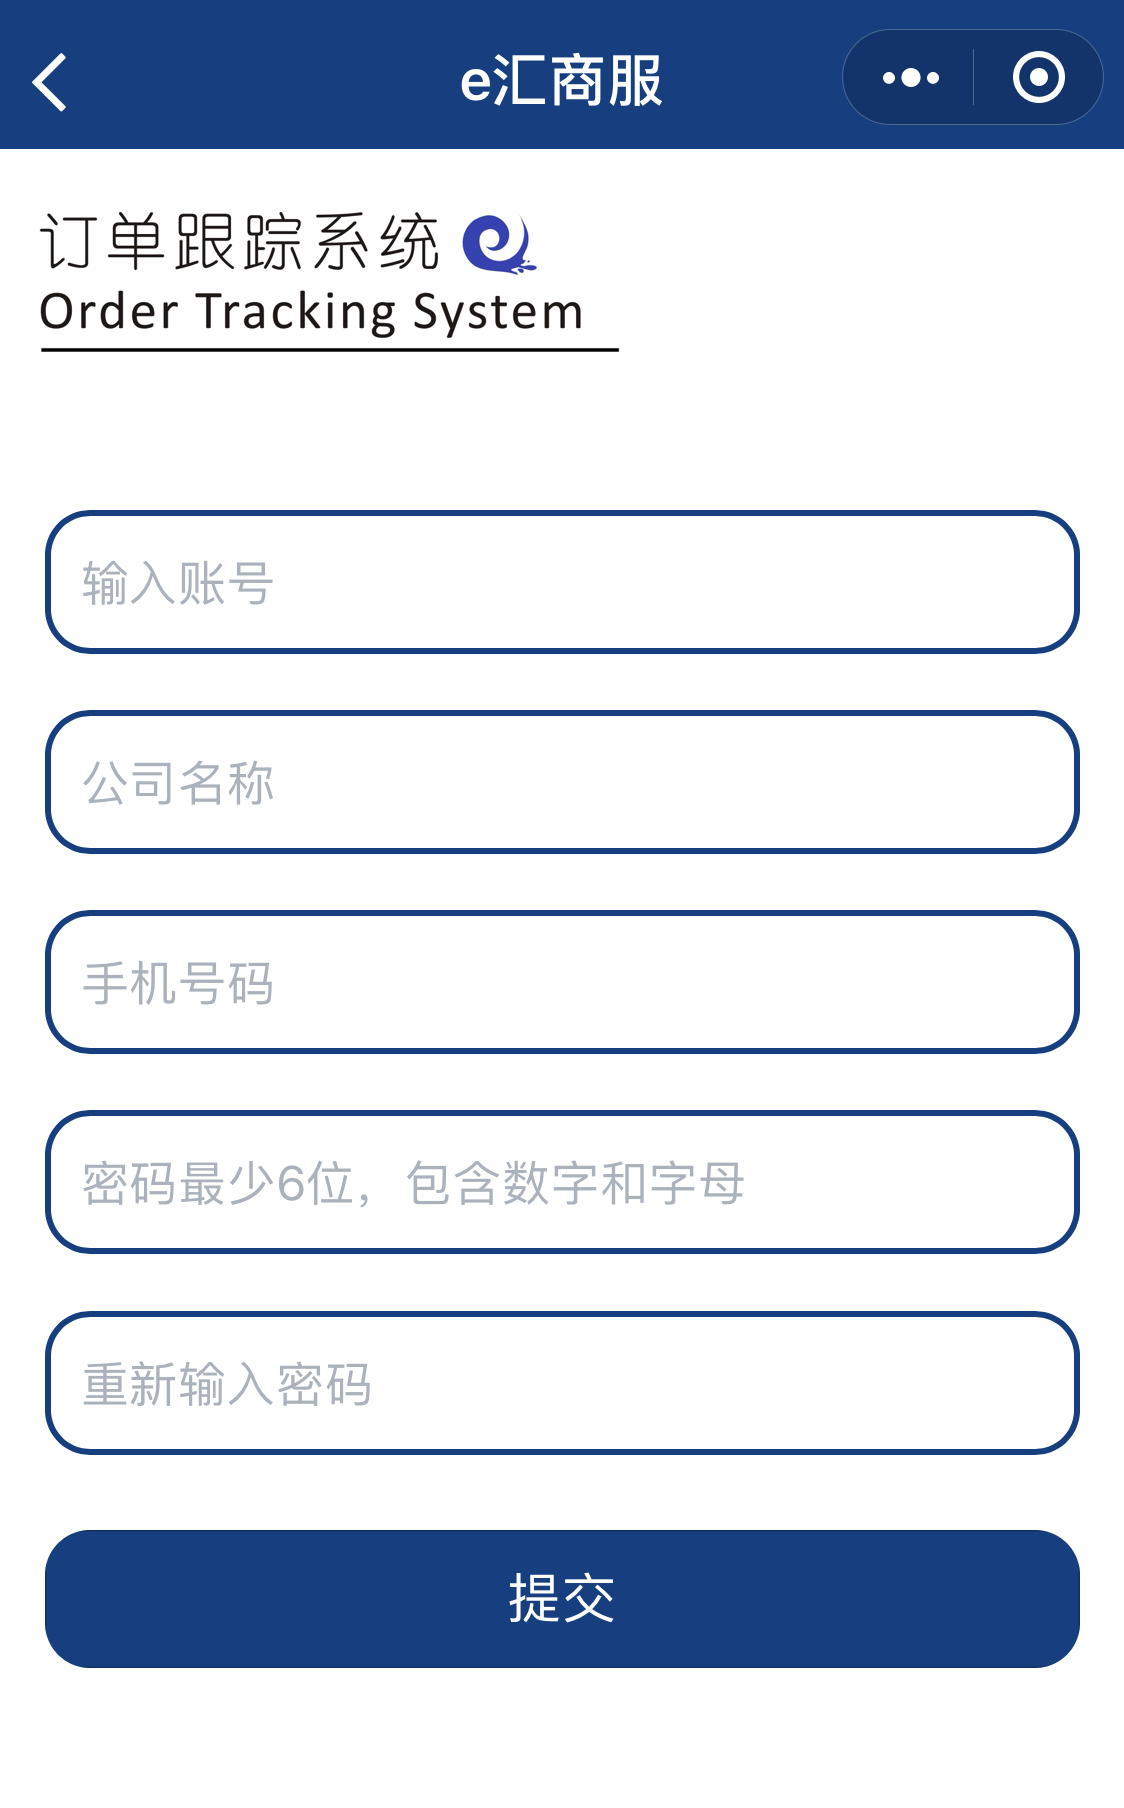 e汇商服
订单跟踪系统
Order Tracking System
输入账号
公司名称
手机号码
密码最少6位，包含数字和字母
重新输入密码
提交